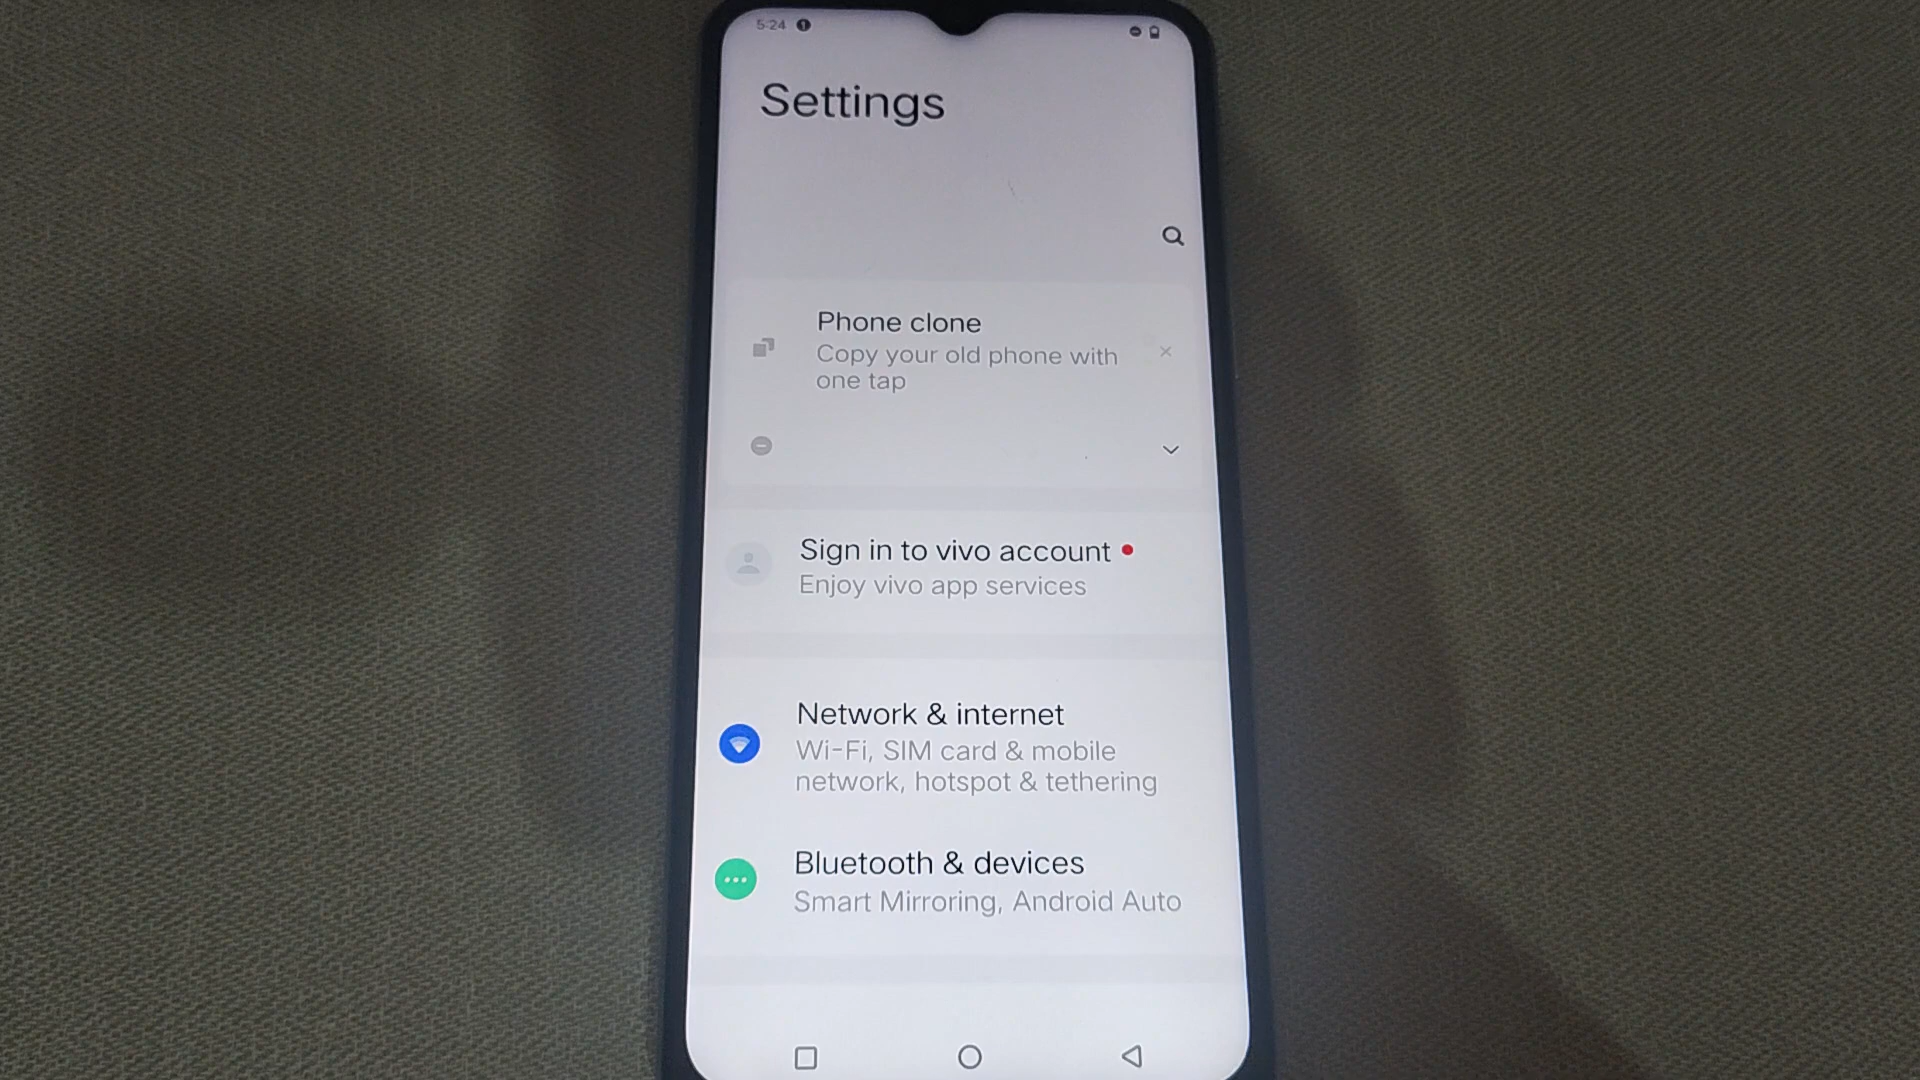 5:24
Settings
Phone clone
Copy your old phone with
one tap
Sign in to vivo account
Enjoy vivo app services
Network & internet
Wi-Fi, SIM card & mobile
network, hotspot & tethering
Bluetooth & devices
Smart Mirroring, Android Auto